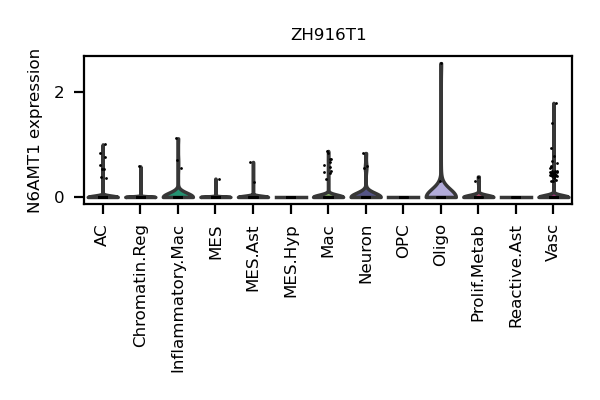 ZH916T1
N6AMT1 expression
2
0
AC
Chromatin.Reg
Inflammatory.Mac
MES
MES.Ast
MES.Hyp
Mac
Neuron
OPC
Oligo
Prolif.Metab
Reactive.Ast
Vasc